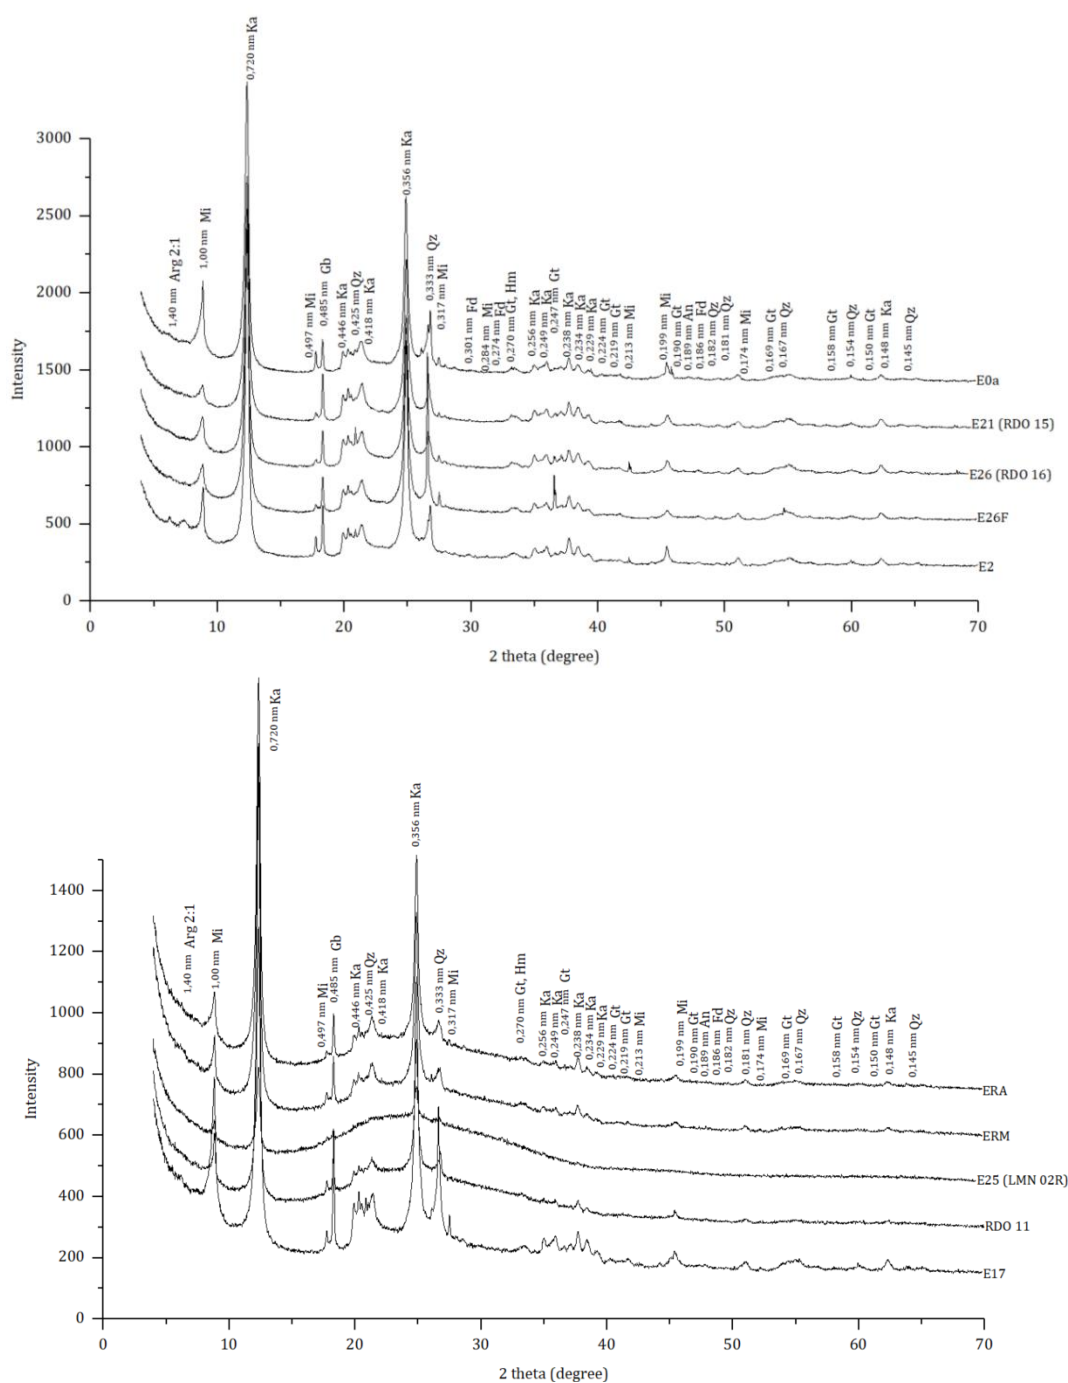 0,720 nm Ka
0,356 nm Ka
1,40 nm Arg 2:1
1,00 nm Mi
0,497 nm Mi
0,485 nm Gb
0,446 nm Ka
0,425 nm Qz
0,418 nm Ka
0,333 nm Qz
0,317 nm Mi
0,301 nm Fd
0,284 nm Mi
0,274 nm Fd
0,270 nm Gt, Hm
0,256 nm Ka
0,249 nm Ka
0,247 nm Gt
0,238 nm Ka
0,234 nm Ka
0,229 nm Ka
0,224 nm Gt
0,219 nm Gt
0,213 nm Mi
0,199 nm Mi
0,190 nm Gt
0,189 nm An
0,186 nm Fd
0,182 nm Qz
0,181 nm Qz
0,174 nm Mi
0,169 nm Gt
0,167 nm Qz
0,158 nm Gt
0,154 nm Qz
0,150 nm Gt
0,148 nm Ka
0,145 nm Qz
3000
2500
2000
1500
1000
500
0
Intensity
E0a
E21 (RDO 15)
E26 (RDO 16)
E26F
E2
0 10 20 30 40 50 60 70
2 theta (degree)
0,720 nm Ka
0,356 nm Ka
1,40 nm Arg 2:1
1,00 nm Mi
0,497 nm Mi
0,485 nm Gb
0,446 nm Ka
0,425 nm Qz
0,418 nm Ka
0,333 nm Qz
0,317 nm Mi
0,270 nm Gt, Hm
0,256 nm Ka
0,249 nm Ka
0,247 nm Gt
0,238 nm Ka
0,234 nm Ka
0,229 nm Ka
0,224 nm Gt
0,219 nm Gt
0,213 nm Mi
0,199 nm Mi
0,190 nm Gt
0,189 nm An
0,186 nm Fd
0,182 nm Qz
0,181 nm Qz
0,174 nm Mi
0,169 nm Gt
0,167 nm Qz
0,158 nm Gt
0,154 nm Qz
0,150 nm Gt
0,148 nm Ka
0,145 nm Qz
1400
1200
1000
800
600
400
200
0
Intensity
ERA
ERM
E25 (LMN 02R)
RDO 11
E17
0 10 20 30 40 50 60 70
2 theta (degree)